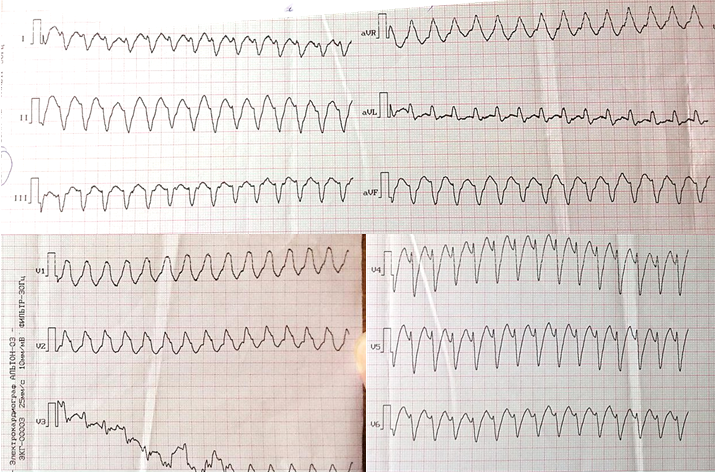 I
II
III
aVR
aVL
aVF
V1
V2
V3
V4
V5
V6
Электрокардиограф АЛЬТОН-03 -
ЭКГ-00003 25мм/с 10мм/мВ ФИЛЬТР-30Гц